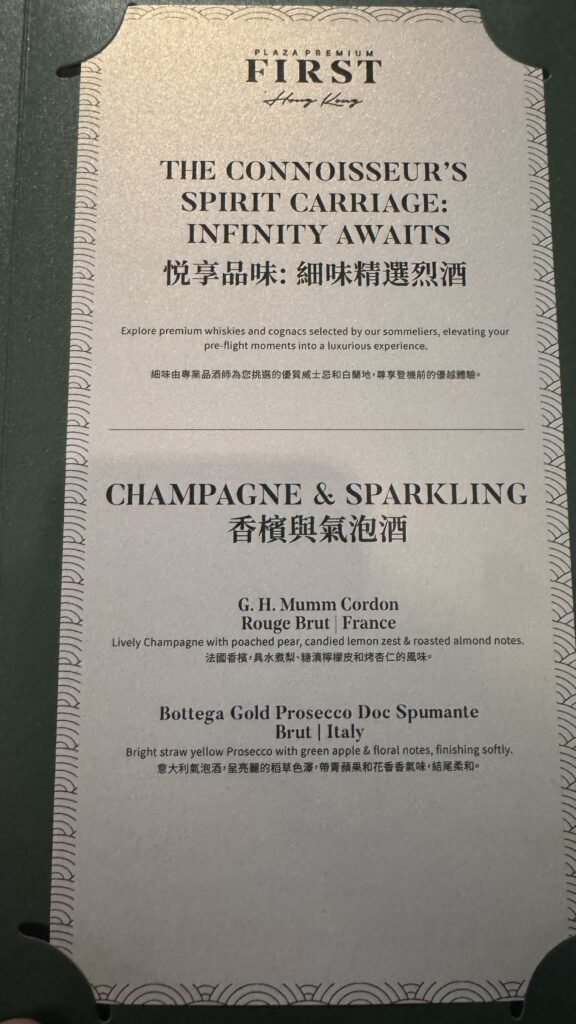 PLAZA PREMIUM
FIRST
Hong Kong
THE CONNOISSEUR'S
SPIRIT CARRIAGE:
INFINITY AWAITS
悦享品味: 細味精選烈酒
Explore premium whiskies and cognacs selected by our sommeliers, elevating your
pre-flight moments into a luxurious experience.
細味由專業品酒師為您挑選的優質威士忌和白蘭地,尊享登機前的優越體驗。
CHAMPAGNE & SPARKLING
香檳與氣泡酒
G. H. Mumm Cordon
Rouge Brut | France
Lively Champagne with poached pear, candied lemon zest & roasted almond notes.
法國香檳,具水煮梨、糖漬檸檬皮和烤杏仁的風味。
Bottega Gold Prosecco Doc Spumante
Brut | Italy
Bright straw yellow Prosecco with green apple & floral notes, finishing softly.
意大利氣泡酒,呈亮麗的稻草色澤,帶青蘋果和花香香氣味,結尾柔和。